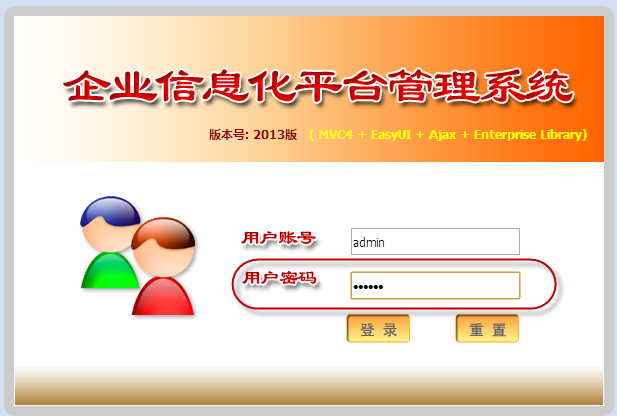 企业信息化平台管理系统
版本号: 2013版 ( MVC4 + EasyUI + Ajax + Enterprise Library)
用户账号 admin
用户密码 ••••••
登 录 重 置